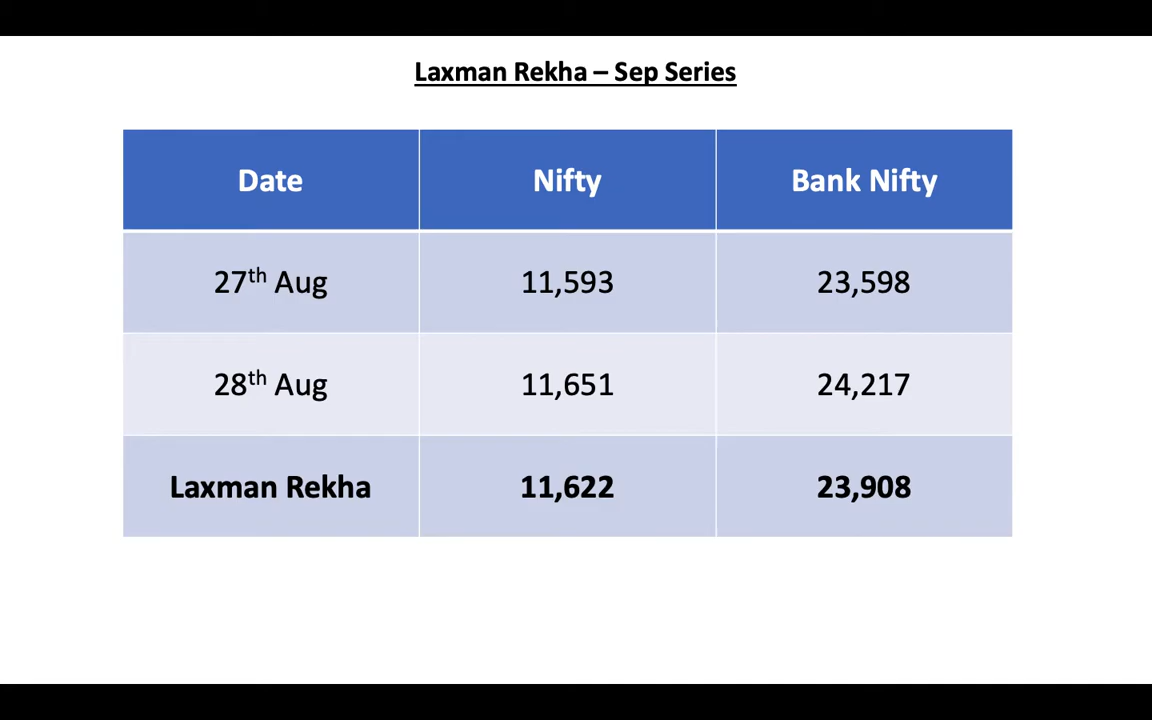 Laxman Rekha – Sep Series
Date Nifty Bank Nifty
27th Aug 11,593 23,598
28th Aug 11,651 24,217
Laxman Rekha 11,622 23,908